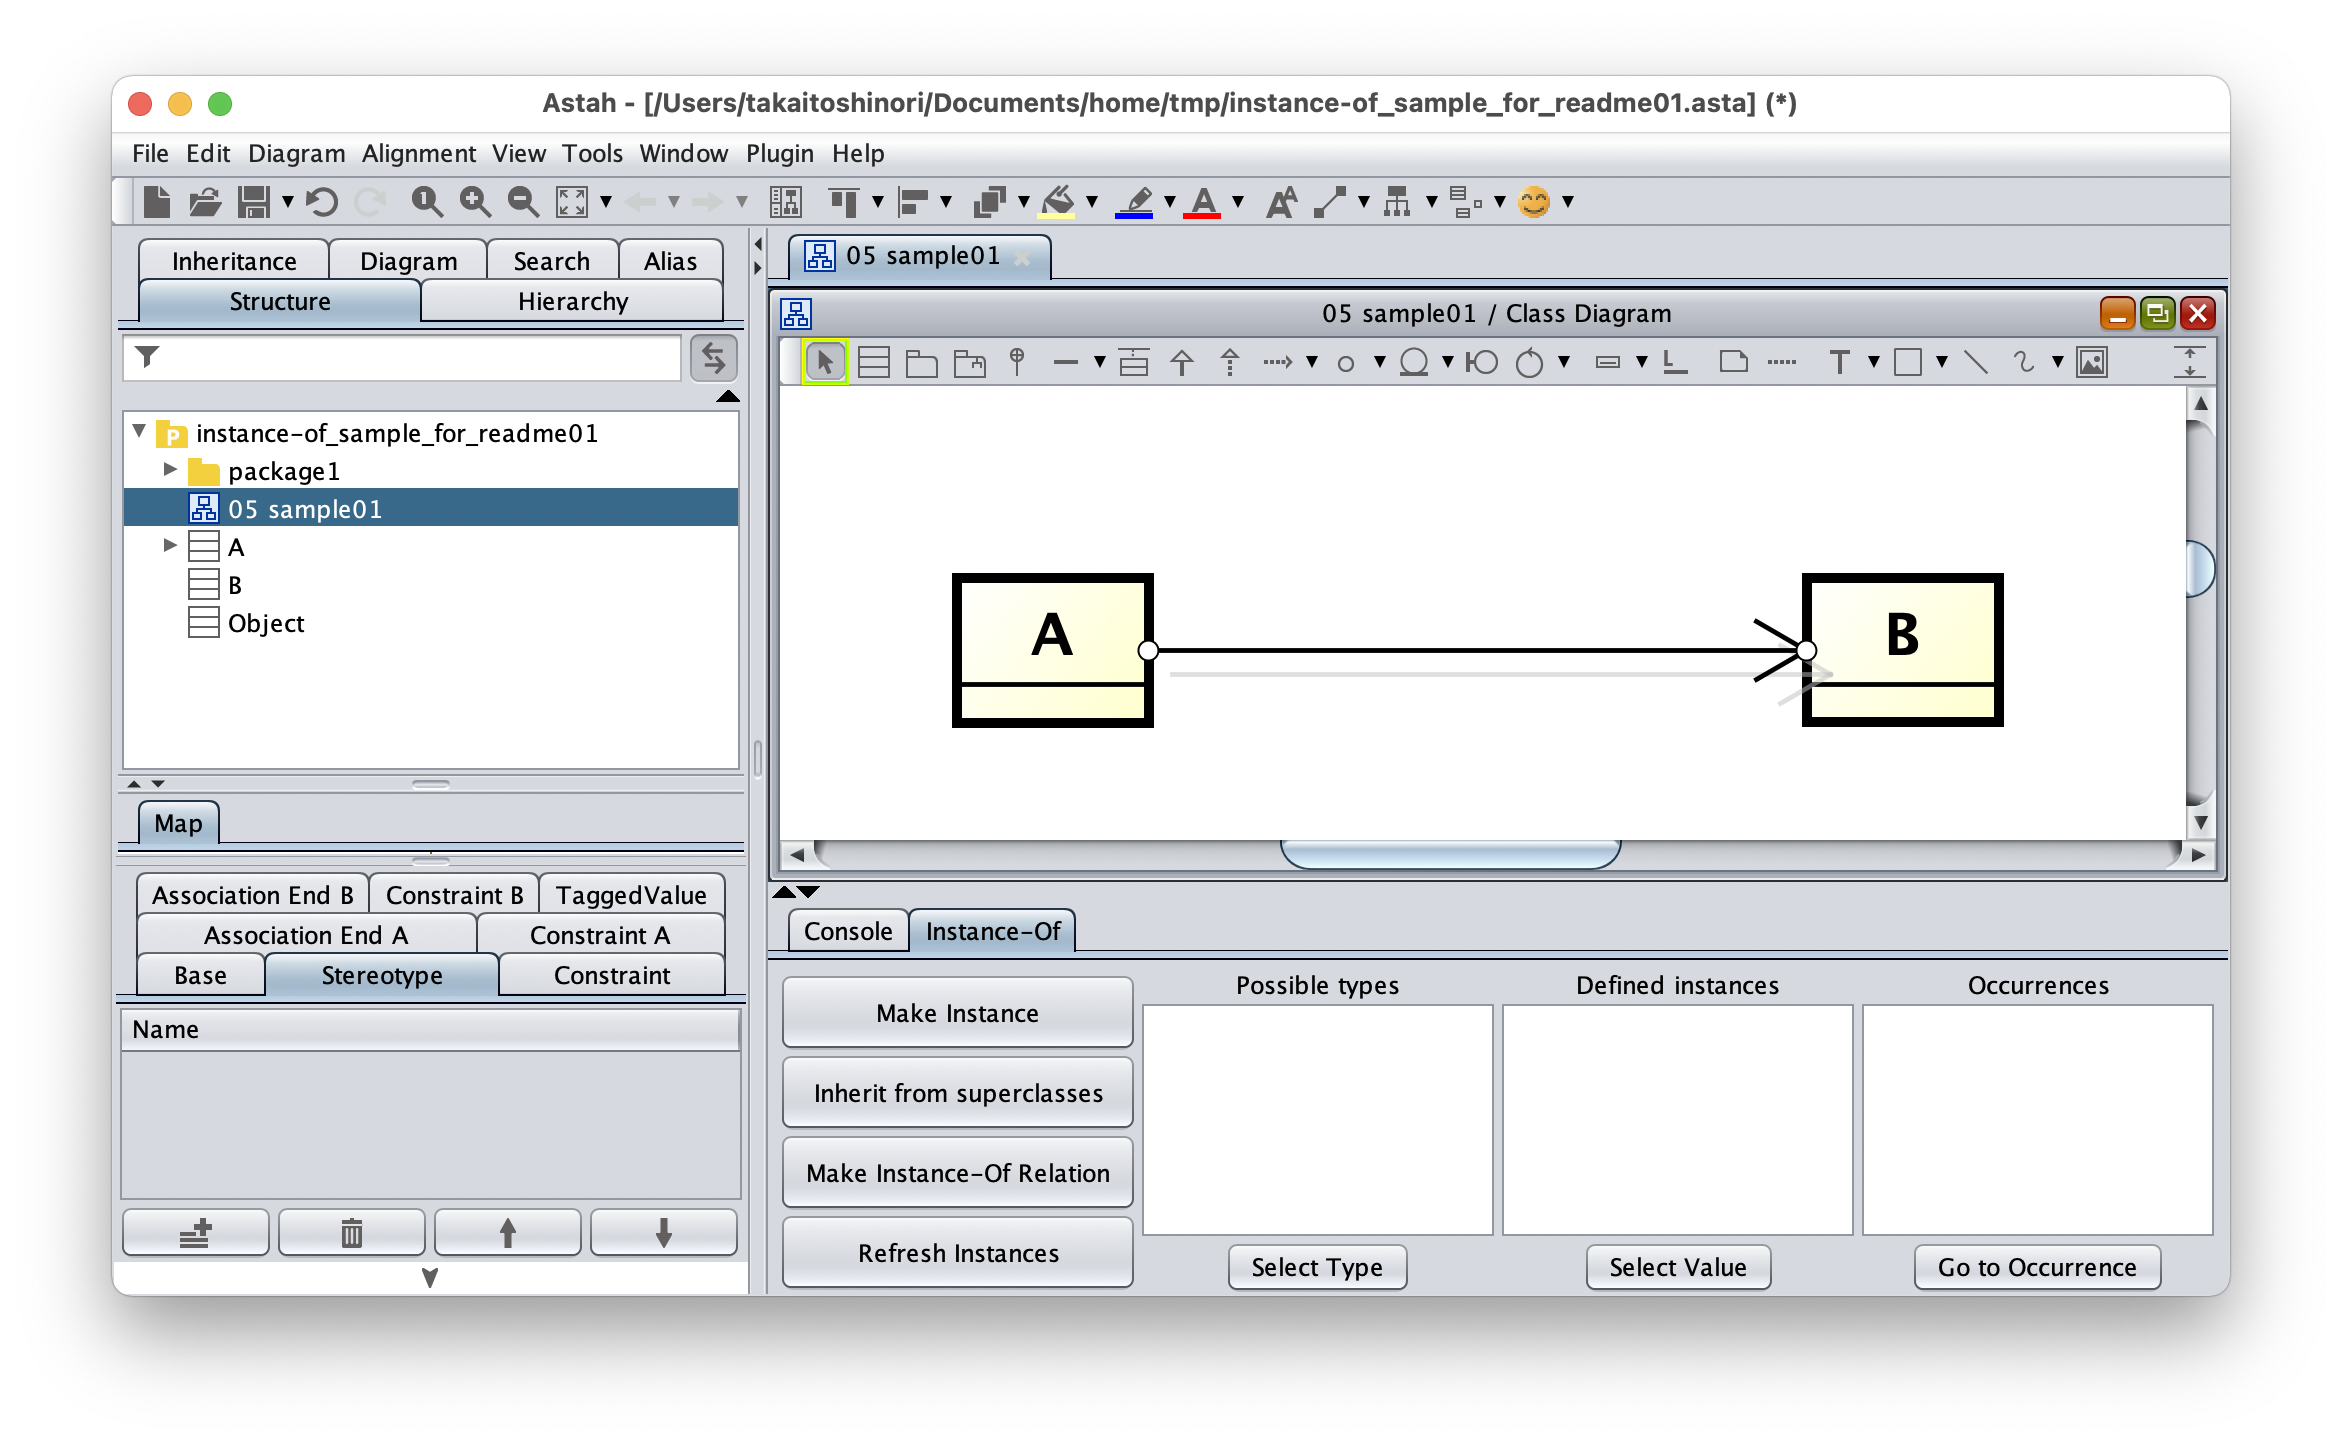 Astah - [/Users/takaitoshinori/Documents/home/tmp/instance-of_sample_for_readme01.asta] (*)
File Edit Diagram Alignment View Tools Window Plugin Help
Inheritance Diagram Search Alias
Structure Hierarchy
instance-of_sample_for_readme01
package1
05 sample01
A
B
Object
Map
Association End B Constraint B TaggedValue
Association End A Constraint A
Base Stereotype Constraint
Name
05 sample01
05 sample01 / Class Diagram
A
B
Console Instance-Of
Make Instance
Inherit from superclasses
Make Instance-Of Relation
Refresh Instances
Possible types
Defined instances
Occurrences
Select Type
Select Value
Go to Occurrence